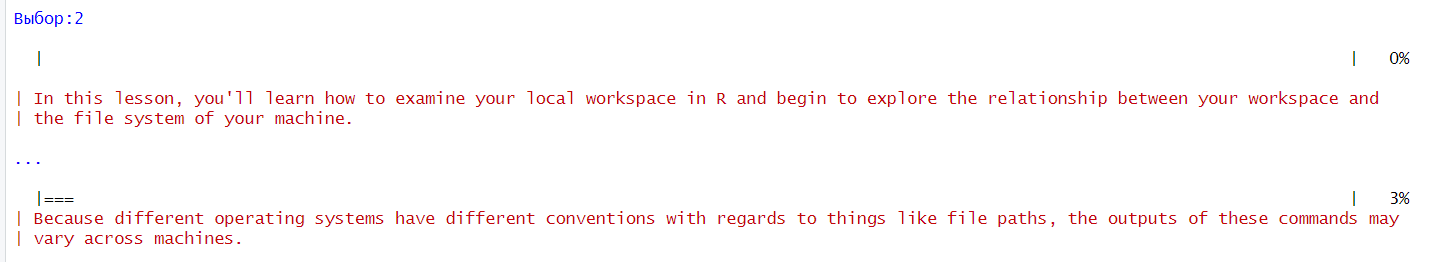 Выбор:2
| | 0%
| In this lesson, you'll learn how to examine your local workspace in R and begin to explore the relationship between your workspace and
| the file system of your machine.
...
|=== | 3%
| Because different operating systems have different conventions with regards to things like file paths, the outputs of these commands may
| vary across machines.